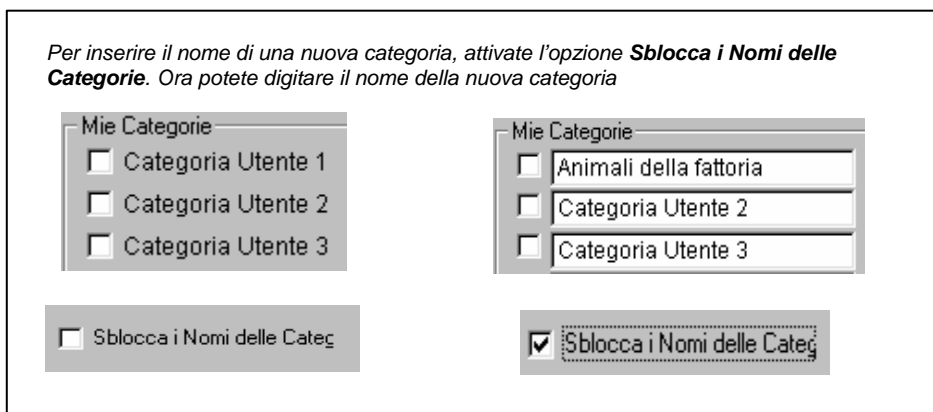 Per inserire il nome di una nuova categoria, attivate l’opzione Sblocca i Nomi delle
Categorie. Ora potete digitare il nome della nuova categoria
Mie Categorie
Categoria Utente 1
Categoria Utente 2
Categoria Utente 3
Sblocca i Nomi delle Categ
Mie Categorie
Animali della fattoria
Categoria Utente 2
Categoria Utente 3
Sblocca i Nomi delle Categ